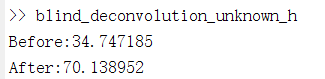 >> blind_deconvolution_unknown_h
Before:34.747185
After:70.138952